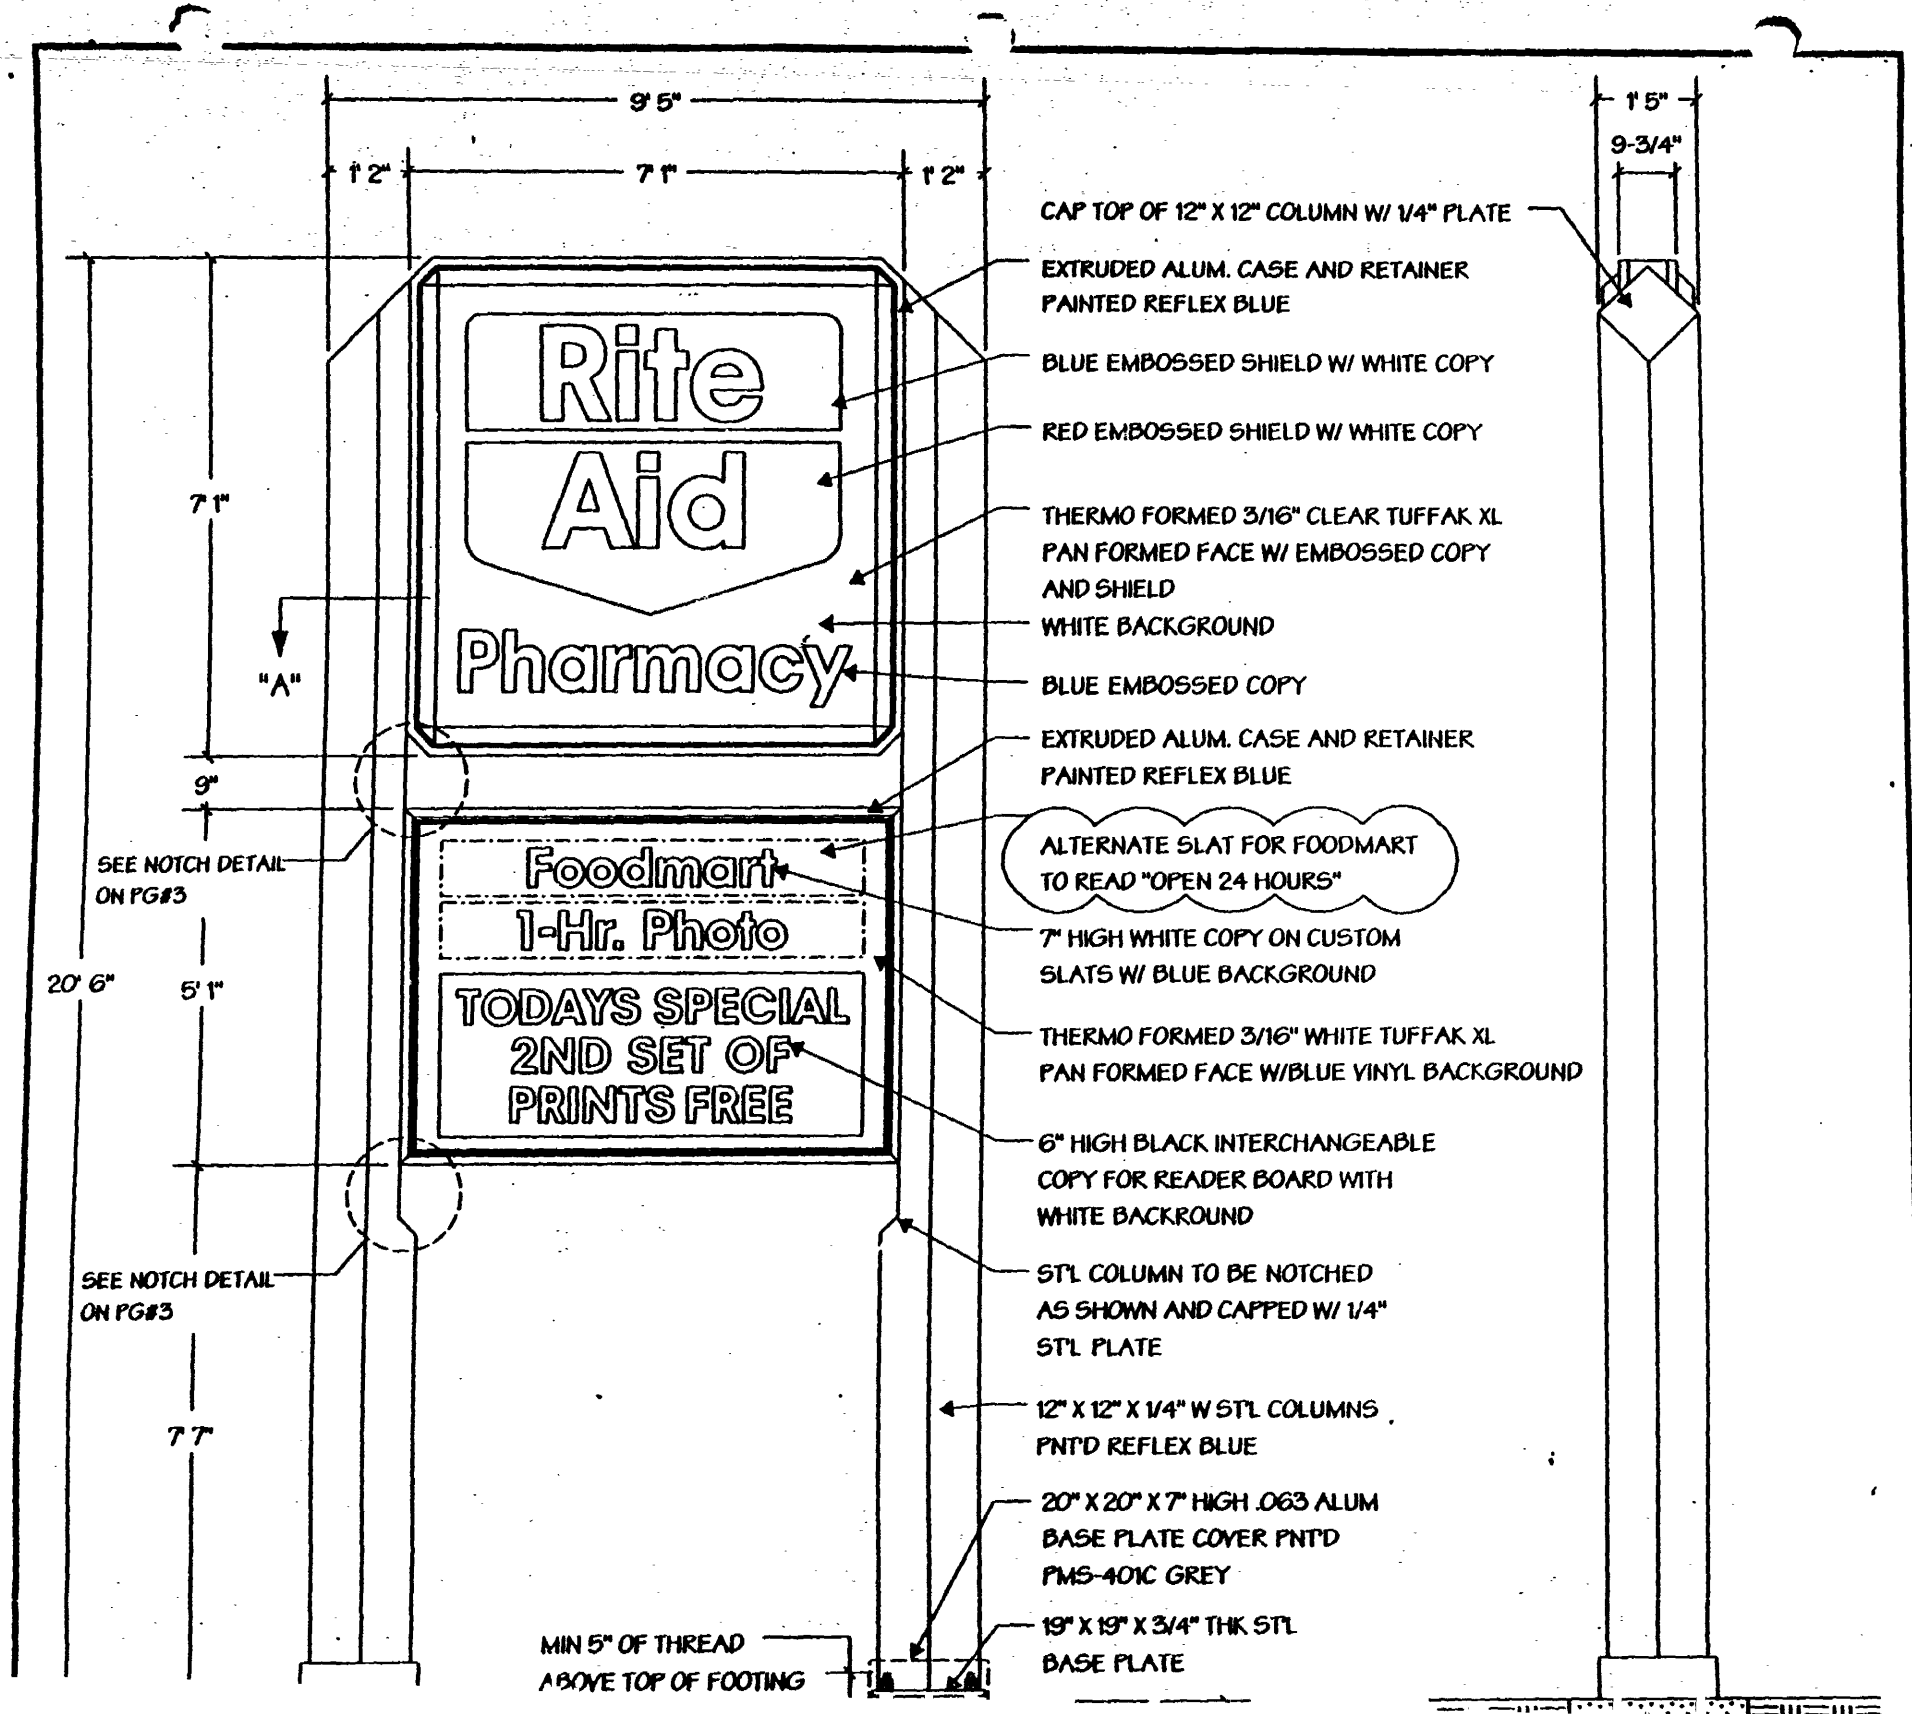 9' 5"
1' 5"
9-3/4"
1' 2"
7' 1"
1' 2"
CAP TOP OF 12" X 12" COLUMN W/ 1/4" PLATE
EXTRUDED ALUM. CASE AND RETAINER
PAINTED REFLEX BLUE
Rite
BLUE EMBOSSED SHIELD W/ WHITE COPY
RED EMBOSSED SHIELD W/ WHITE COPY
Aid
7' 1"
THERMO FORMED 3/16" CLEAR TUFFAK XL
PAN FORMED FACE W/ EMBOSSED COPY
AND SHIELD
WHITE BACKGROUND
Pharmacy
"A"
BLUE EMBOSSED COPY
EXTRUDED ALUM. CASE AND RETAINER
PAINTED REFLEX BLUE
9"
ALTERNATE SLAT FOR FOODMART
TO READ "OPEN 24 HOURS"
SEE NOTCH DETAIL
ON PG#3
Foodmart
1-Hr. Photo
7" HIGH WHITE COPY ON CUSTOM
SLATS W/ BLUE BACKGROUND
20' 6"
5' 1"
TODAYS SPECIAL
2ND SET OF
PRINTS FREE
THERMO FORMED 3/16" WHITE TUFFAK XL
PAN FORMED FACE W/BLUE VINYL BACKGROUND
6" HIGH BLACK INTERCHANGEABLE
COPY FOR READER BOARD WITH
WHITE BACKROUND
SEE NOTCH DETAIL
ON PG#3
ST'L COLUMN TO BE NOTCHED
AS SHOWN AND CAPPED W/ 1/4"
ST'L PLATE
7' 7"
12" X 12" X 1/4" W ST'L COLUMNS
PNT'D REFLEX BLUE
20" X 20" X 7" HIGH .063 ALUM
BASE PLATE COVER PNT'D
PMS-401C GREY
19" X 19" X 3/4" THK ST'L
BASE PLATE
MIN 5" OF THREAD
ABOVE TOP OF FOOTING